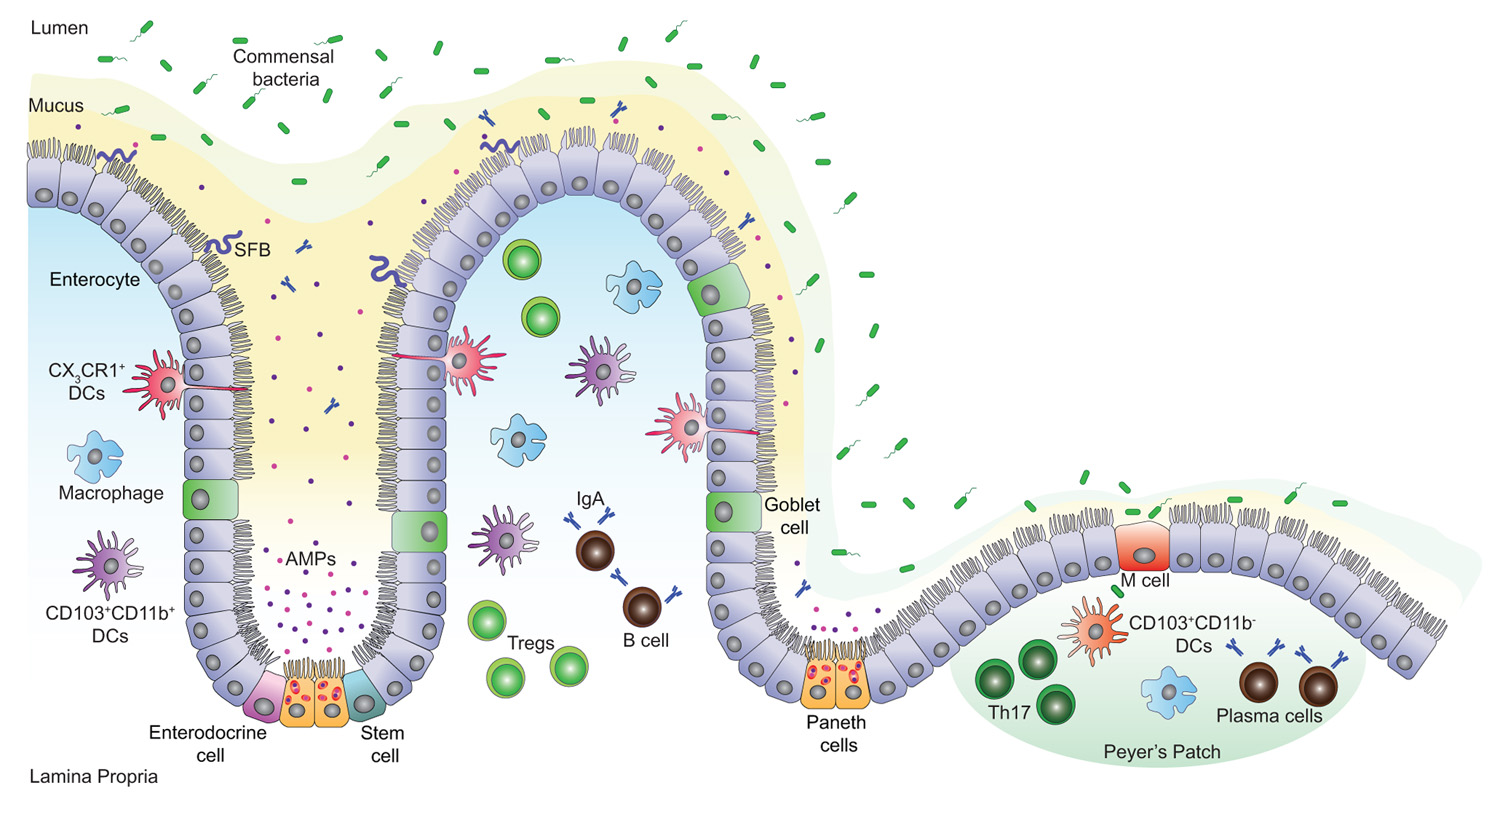 Lumen
Commensal
bacteria
Mucus
SFB
Enterocyte
CX₃CR1⁺
DCs
Macrophage
CD103⁺CD11b⁺
DCs
AMPs
IgA
B cell
Tregs
Goblet
cell
Enterodocrine
cell
Stem
cell
Paneth
cells
M cell
CD103⁺CD11b⁻
DCs
Th17
Plasma cells
Peyer's Patch
Lamina Propria